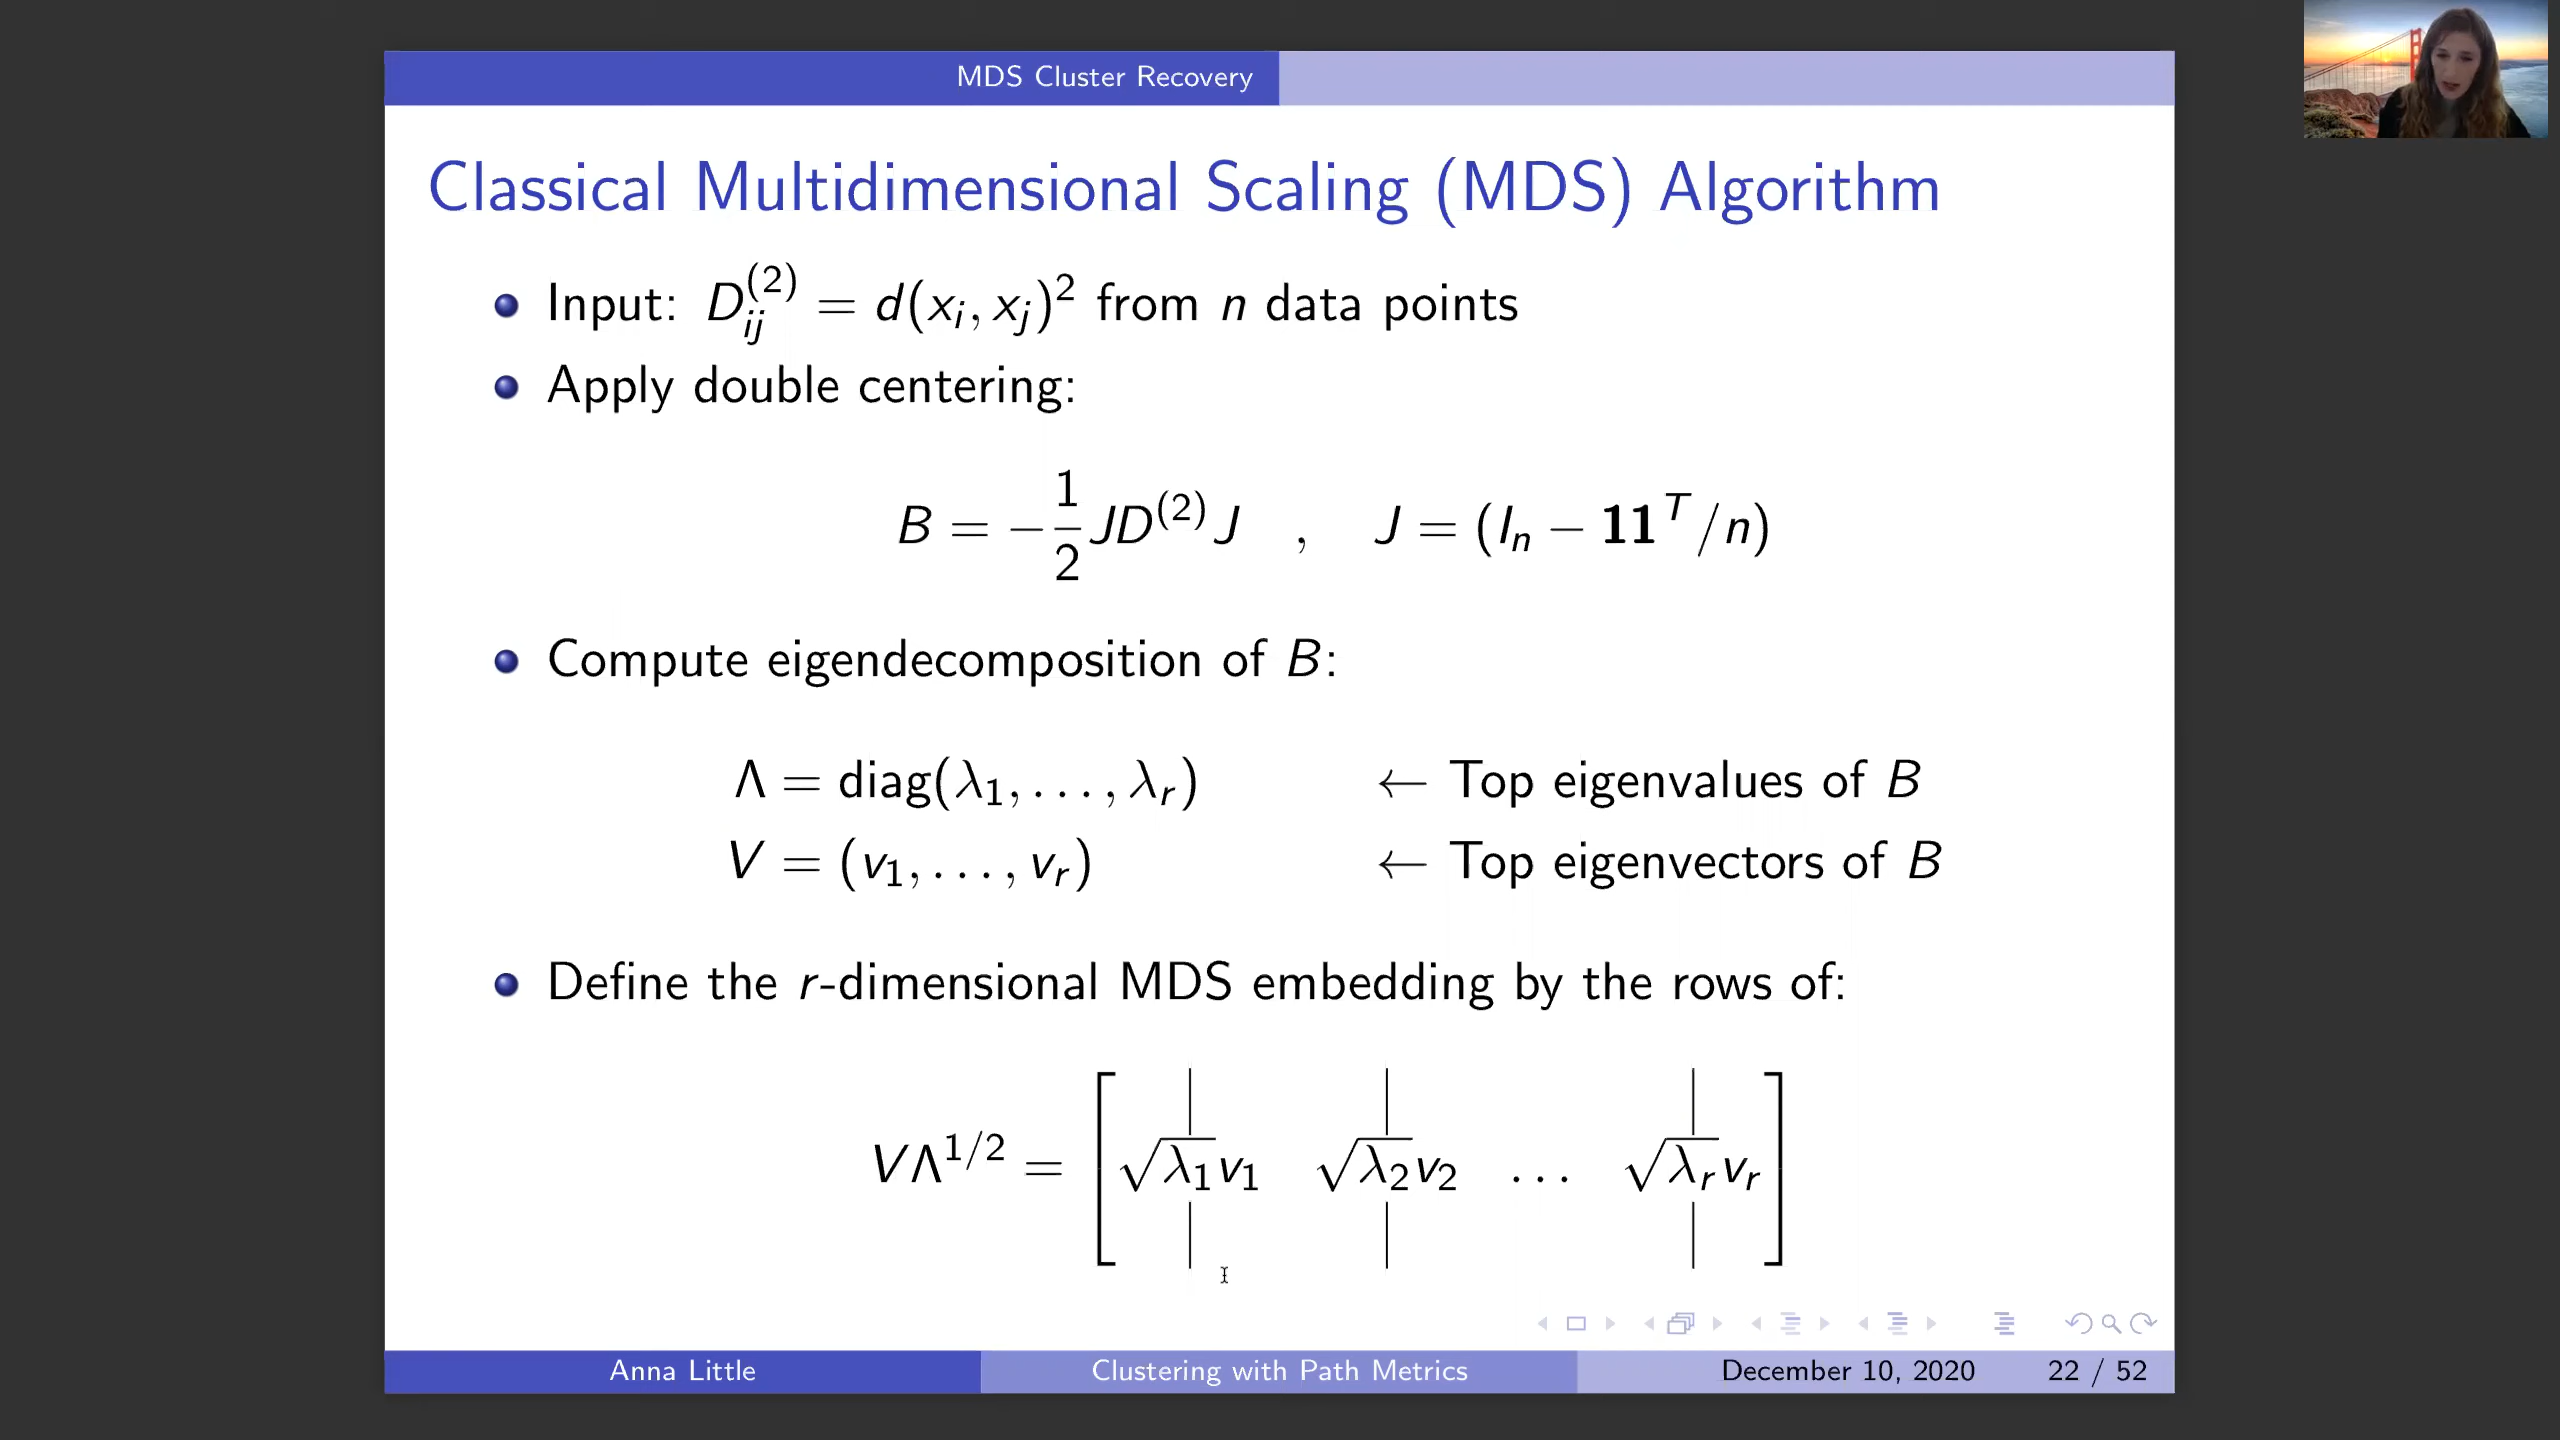 MDS Cluster Recovery
Classical Multidimensional Scaling (MDS) Algorithm
Input: D_{ij}^{(2)} = d(x_i, x_j)^2 from n data points
Apply double centering:
B = -\frac{1}{2} J D^{(2)} J , J = (I_n − 𝟏𝟏^T/n)
Compute eigendecomposition of B:
Λ = diag(λ_1, . . . , λ_r) ← Top eigenvalues of B
V = (v_1, . . . , v_r) ← Top eigenvectors of B
Define the r-dimensional MDS embedding by the rows of:
VΛ^{1/2} = [ √λ_1 v_1 √λ_2 v_2 . . . √λ_r v_r ]
Anna Little Clustering with Path Metrics December 10, 2020 22 / 52